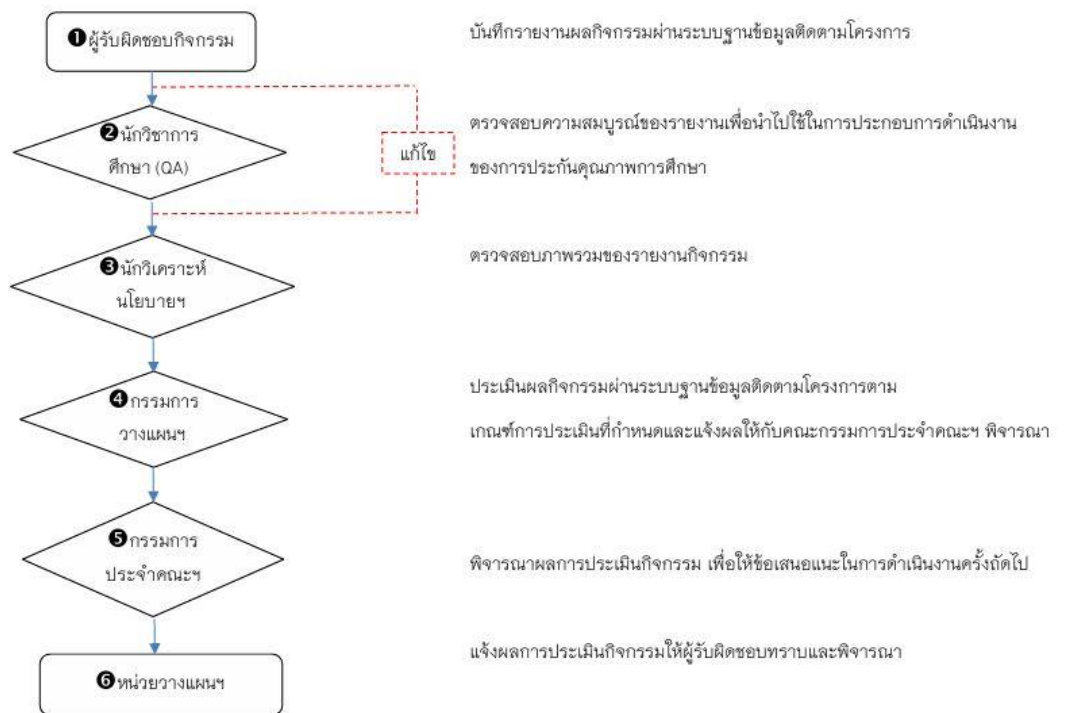 ❶ผู้รับผิดชอบกิจกรรม
บันทึกรายงานผลกิจกรรมผ่านระบบฐานข้อมูลติดตามโครงการ
❷นักวิชาการ
ศึกษา (QA)
แก้ไข
ตรวจสอบความสมบูรณ์ของรายงานเพื่อนำไปใช้ในการประกอบการดำเนินงาน
ของการประกันคุณภาพการศึกษา
❸นักวิเคราะห์
นโยบายฯ
ตรวจสอบภาพรวมของรายงานกิจกรรม
❹กรรมการ
วางแผนฯ
ประเมินผลกิจกรรมผ่านระบบฐานข้อมูลติดตามโครงการตาม
เกณฑ์การประเมินที่กำหนดและแจ้งผลให้กับคณะกรรมการประจำคณะฯ พิจารณา
❺กรรมการ
ประจำคณะฯ
พิจารณาผลการประเมินกิจกรรม เพื่อให้ข้อเสนอแนะในการดำเนินงานครั้งถัดไป
❻หน่วยวางแผนฯ
แจ้งผลการประเมินกิจกรรมให้ผู้รับผิดชอบทราบและพิจารณา